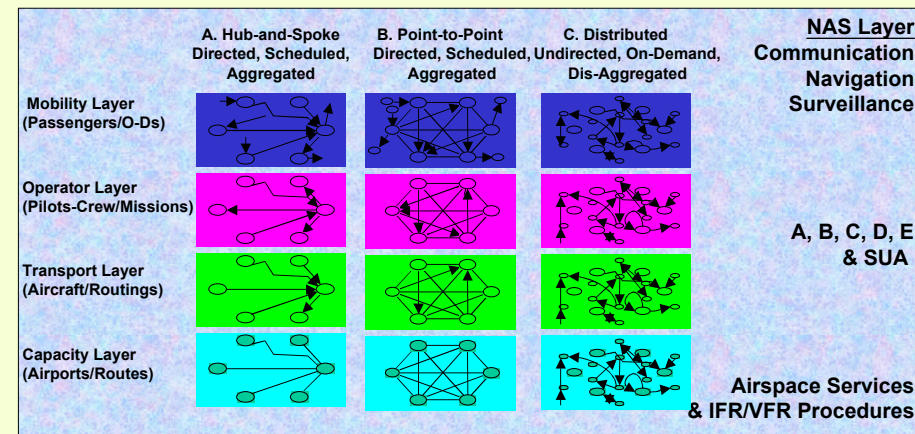 A. Hub-and-Spoke
Directed, Scheduled,
Aggregated
B. Point-to-Point
Directed, Scheduled,
Aggregated
C. Distributed
Undirected, On-Demand,
Dis-Aggregated
NAS Layer
Communication
Navigation
Surveillance
Mobility Layer
(Passengers/O-Ds)
Operator Layer
(Pilots-Crew/Missions)
A, B, C, D, E
& SUA
Transport Layer
(Aircraft/Routings)
Capacity Layer
(Airports/Routes)
Airspace Services
& IFR/VFR Procedures